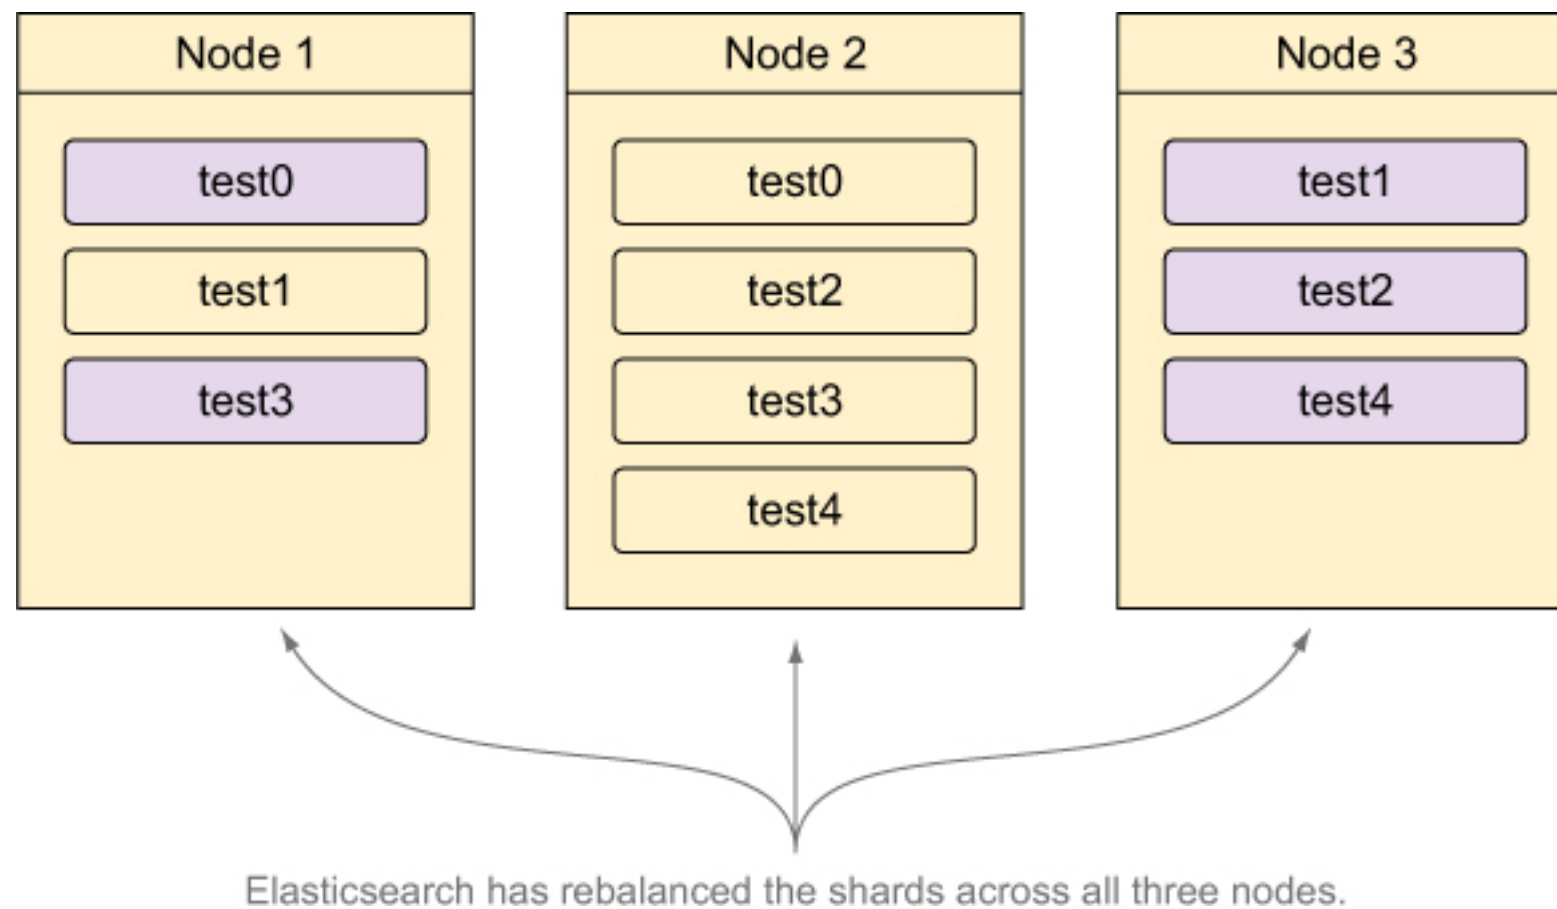 Node 1
test0
test1
test3
Node 2
test0
test2
test3
test4
Node 3
test1
test2
test4
Elasticsearch has rebalanced the shards across all three nodes.